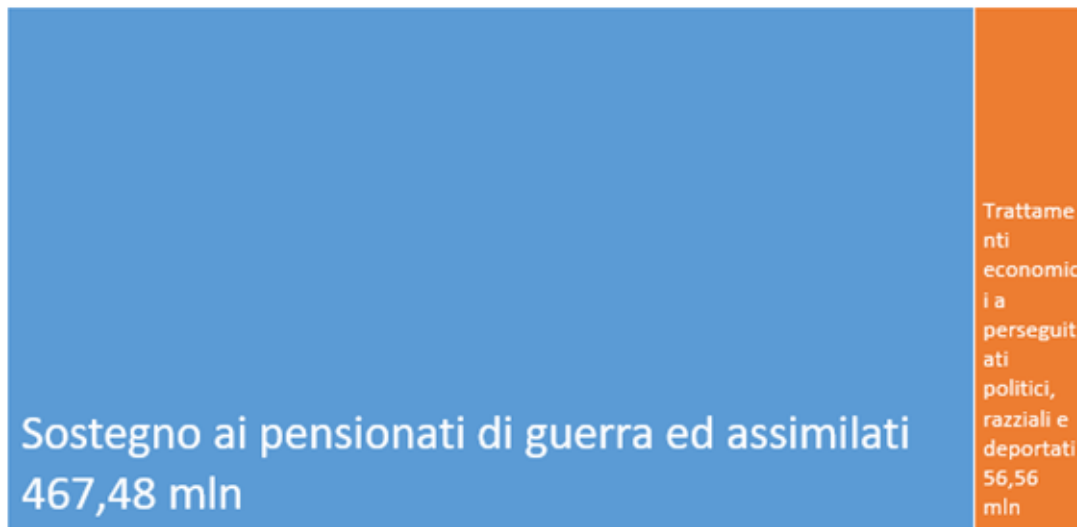 Sostegno ai pensionati di guerra ed assimilati
467,48 mln
Trattame
nti
economic
i a
perseguit
ati
politici,
razziali e
deportati
56,56
mln